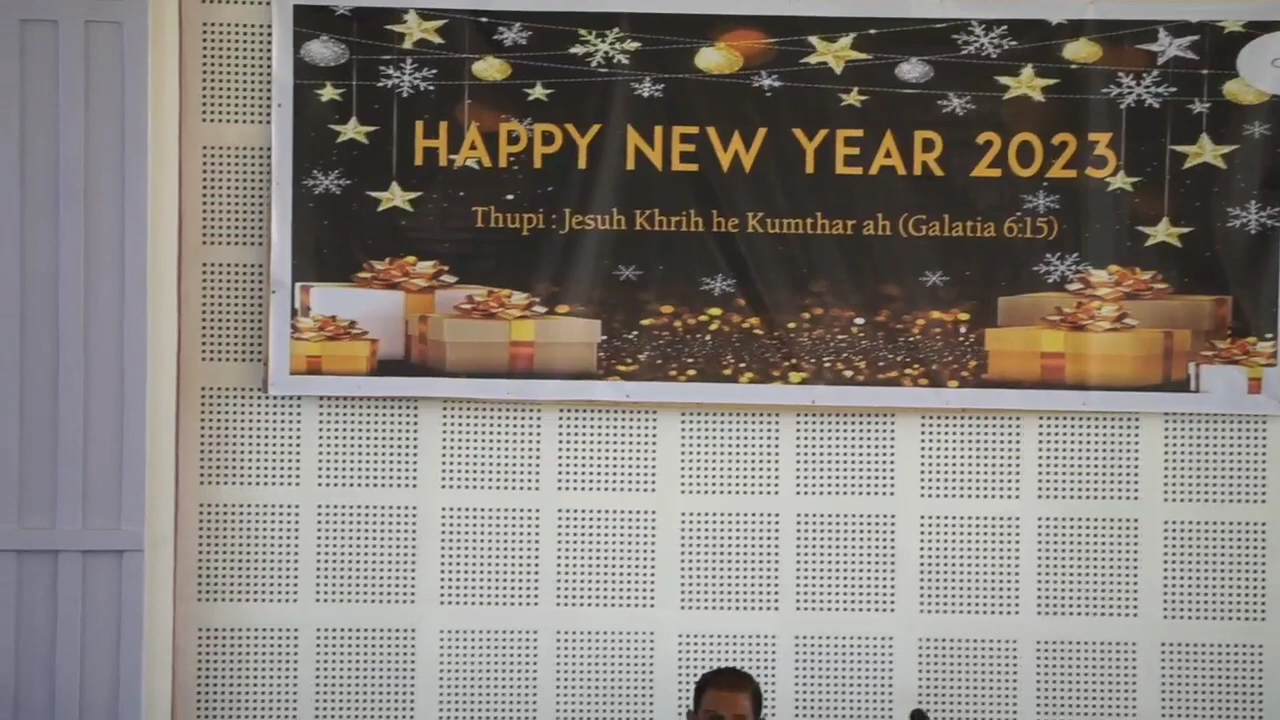 HAPPY NEW YEAR 2023
Thupi : Jesuh Khrih he Kumthar ah (Galatia 6:15)